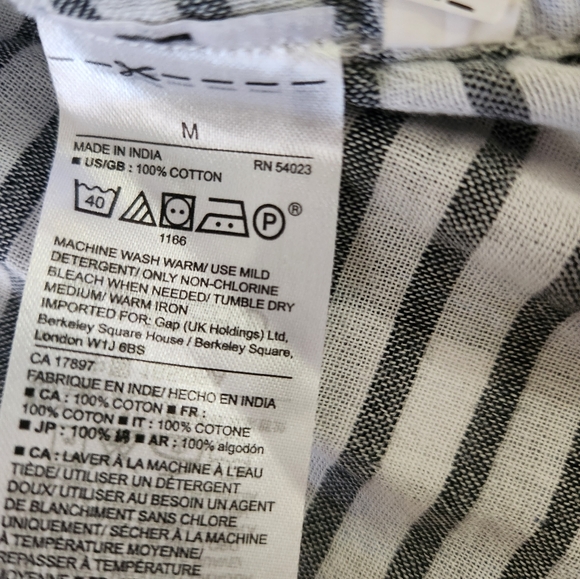 M
MADE IN INDIA RN 54023
■ US/GB : 100% COTTON
40 P ®
1166
MACHINE WASH WARM/ USE MILD
DETERGENT/ ONLY NON-CHLORINE
BLEACH WHEN NEEDED/ TUMBLE DRY
MEDIUM/ WARM IRON
IMPORTED FOR: Gap (UK Holdings) Ltd,
Berkeley Square House / Berkeley Square,
London W1J 6BS
CA 17897
FABRIQUE EN INDE/ HECHO EN INDIA
■ CA : 100% COTTON ■ FR :
100% COTON ■ IT : 100% COTONE
■ JP : 100% 綿 ■ AR : 100% algodón
■ CA : LAVER À LA MACHINE À L'EAU
TIÈDE/ UTILISER UN DÉTERGENT
DOUX/ UTILISER AU BESOIN UN AGENT
DE BLANCHIMENT SANS CHLORE
UNIQUEMENT/ SÉCHER À LA MACHINE
À TEMPÉRATURE MOYENNE/
REPASSER À TEMPÉRATURE
MOYENNE